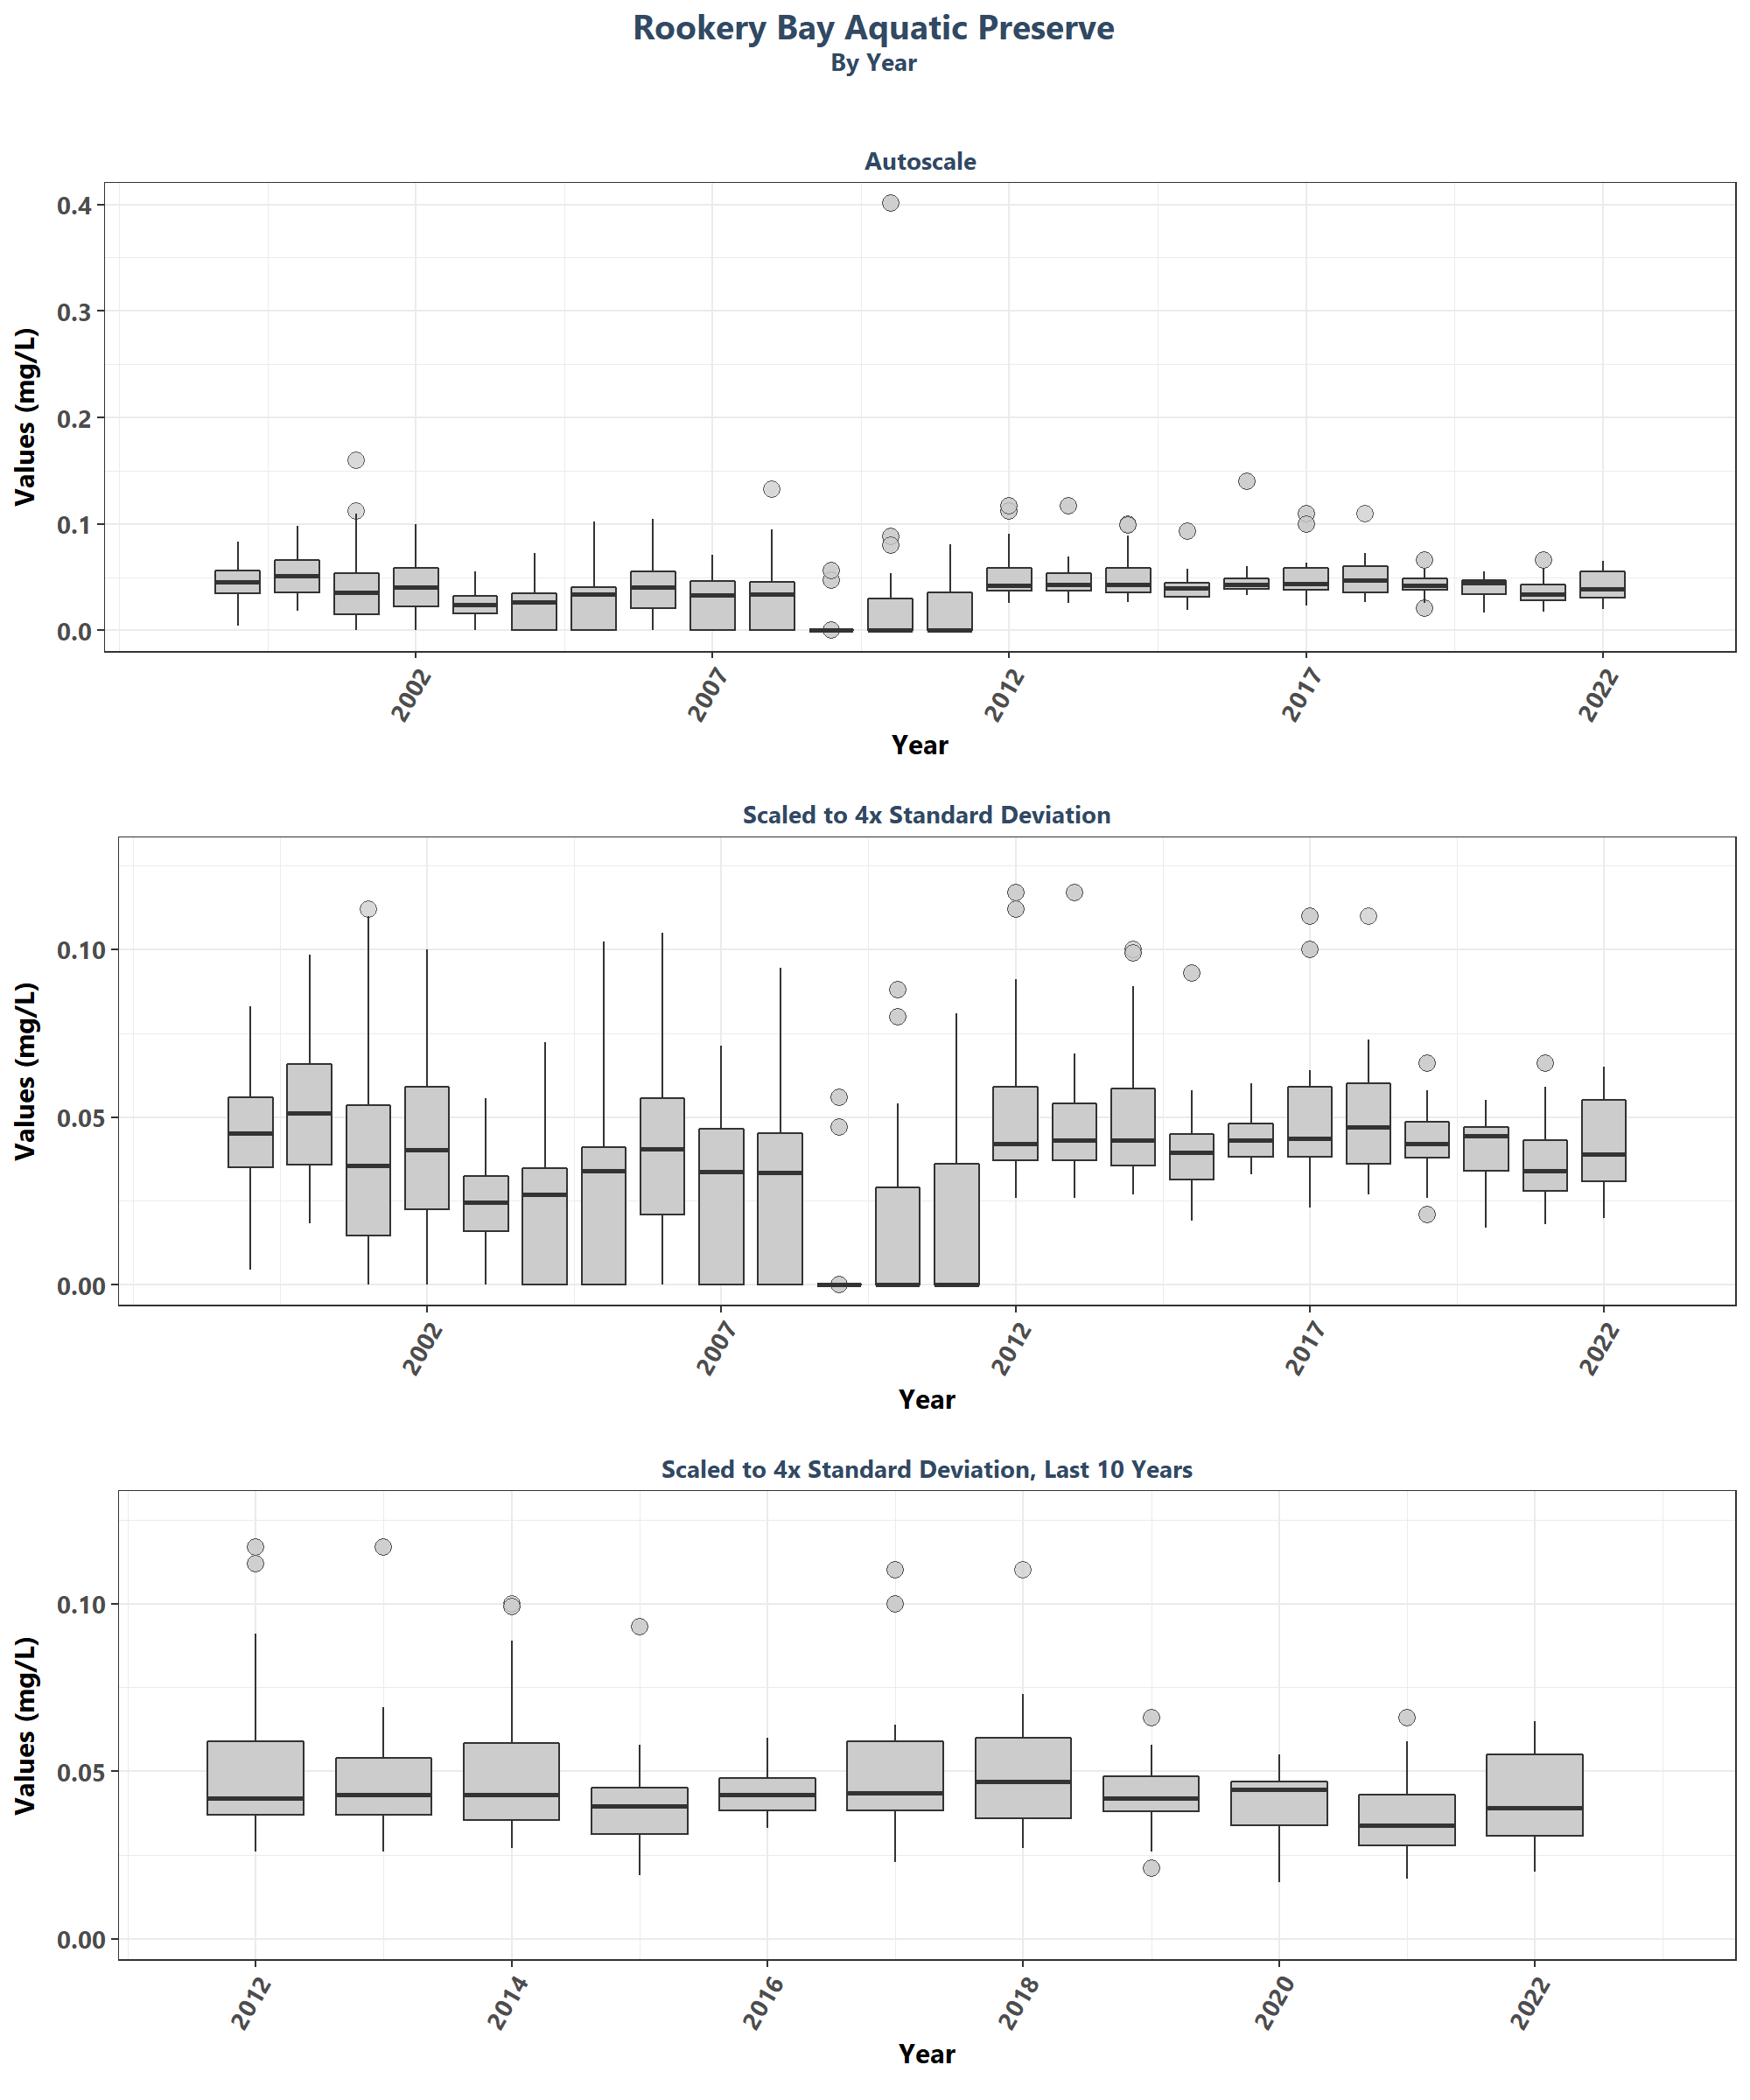 Rookery Bay Aquatic Preserve
By Year
Autoscale
0.4
0.3
0.2
0.1
0.0
Values (mg/L)
2002
2007
2012
2017
2022
Year
Scaled to 4x Standard Deviation
0.10
0.05
0.00
Values (mg/L)
2002
2007
2012
2017
2022
Year
Scaled to 4x Standard Deviation, Last 10 Years
0.10
0.05
0.00
Values (mg/L)
2012
2014
2016
2018
2020
2022
Year